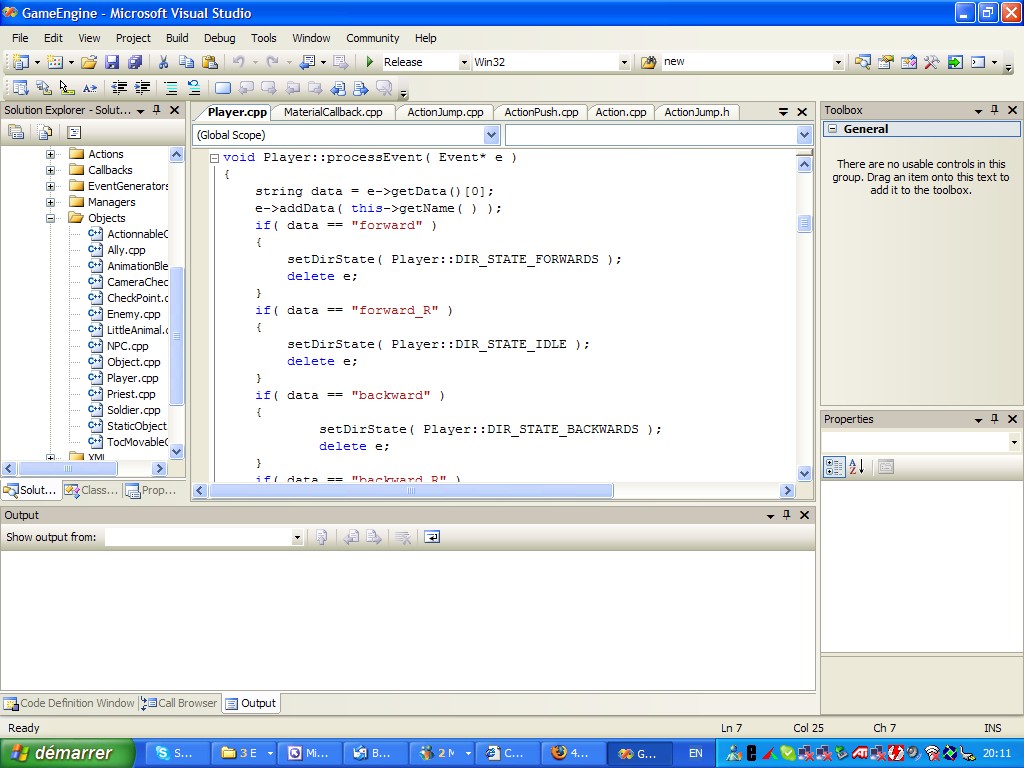 GameEngine - Microsoft Visual Studio
File Edit View Project Build Debug Tools Window Community Help
Release Win32 new
Solution Explorer - Solut...
Actions
Callbacks
EventGenerators
Managers
Objects
ActionnableO
Ally.cpp
AnimationBle
CameraChec
CheckPoint.c
Enemy.cpp
LittleAnimal.c
NPC.cpp
Object.cpp
Player.cpp
Priest.cpp
Soldier.cpp
StaticObject
TocMovableO
XML
Solut... Class... Prop...
Player.cpp MaterialCallback.cpp ActionJump.cpp ActionPush.cpp Action.cpp ActionJump.h
(Global Scope)
void Player::processEvent( Event* e )
{
string data = e->getData()[0];
e->addData( this->getName( ) );
if( data == "forward" )
{
setDirState( Player::DIR_STATE_FORWARDS );
delete e;
}
if( data == "forward_R" )
{
setDirState( Player::DIR_STATE_IDLE );
delete e;
}
if( data == "backward" )
{
setDirState( Player::DIR_STATE_BACKWARDS );
delete e;
}
if( data == "backward_R" )
Toolbox
General
There are no usable controls in this
group. Drag an item onto this text to
add it to the toolbox.
Properties
Output
Show output from:
Code Definition Window Call Browser Output
Ready Ln 7 Col 25 Ch 7 INS
démarrer S... 3 E Mi... B... 2 M C... 4... G... EN 20:11